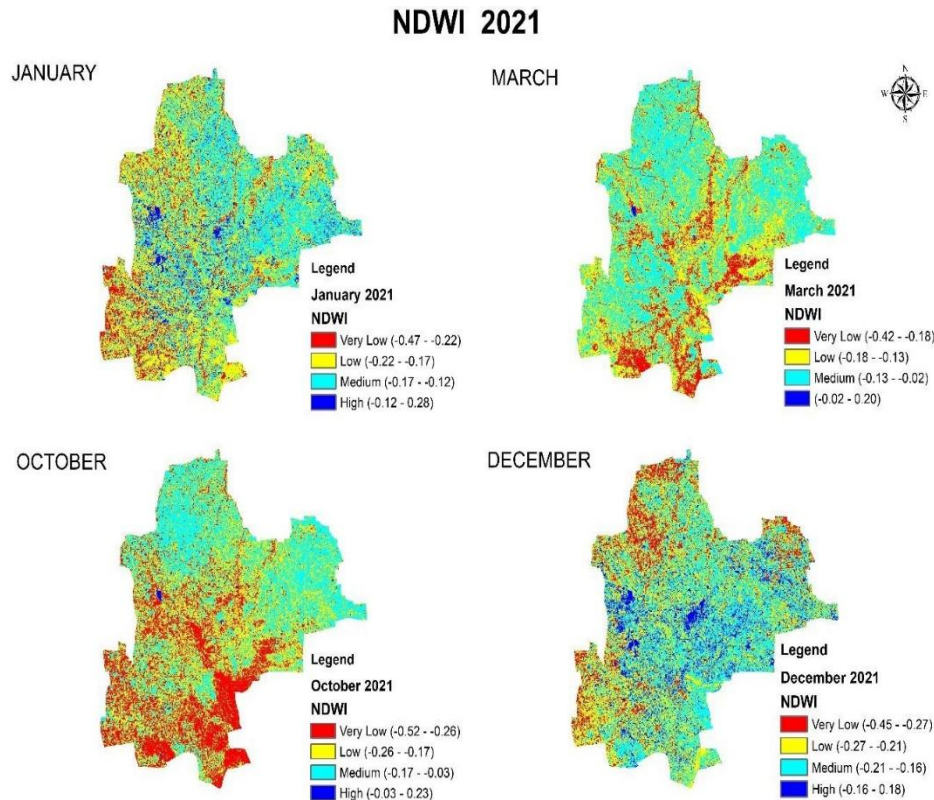 NDWI 2021
JANUARY
N
W E
S
Legend
January 2021
NDWI
Very Low (-0.47 - -0.22)
Low (-0.22 - -0.17)
Medium (-0.17 - -0.12)
High (-0.12 - 0.28)
MARCH
Legend
March 2021
NDWI
Very Low (-0.42 - -0.18)
Low (-0.18 - -0.13)
Medium (-0.13 - -0.02)
(-0.02 - 0.20)
OCTOBER
Legend
October 2021
NDWI
Very Low (-0.52 - -0.26)
Low (-0.26 - -0.17)
Medium (-0.17 - -0.03)
High (-0.03 - 0.23)
DECEMBER
Legend
December 2021
NDWI
Very Low (-0.45 - -0.27)
Low (-0.27 - -0.21)
Medium (-0.21 - -0.16)
High (-0.16 - 0.18)